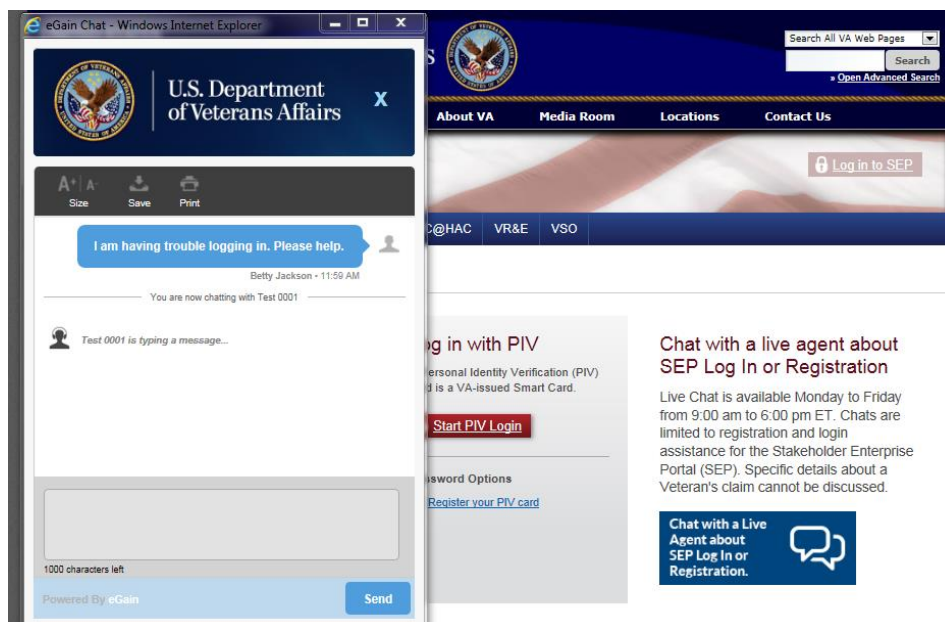 eGain Chat - Windows Internet Explorer
U.S. Department
of Veterans Affairs
X
A+ A-
Size
Save
Print
I am having trouble logging in. Please help.
Betty Jackson • 11:59 AM
You are now chatting with Test 0001
Test 0001 is typing a message...
1000 characters left
Powered By eGain
Send
S
Search All VA Web Pages
Search
» Open Advanced Search
About VA
Media Room
Locations
Contact Us
Log in to SEP
C@HAC
VR&E
VSO
og in with PIV
ersonal Identity Verification (PIV)
d is a VA-issued Smart Card.
Start PIV Login
sword Options
Register your PIV card
Chat with a live agent about
SEP Log In or Registration
Live Chat is available Monday to Friday
from 9:00 am to 6:00 pm ET. Chats are
limited to registration and login
assistance for the Stakeholder Enterprise
Portal (SEP). Specific details about a
Veteran's claim cannot be discussed.
Chat with a Live
Agent about
SEP Log In or
Registration.